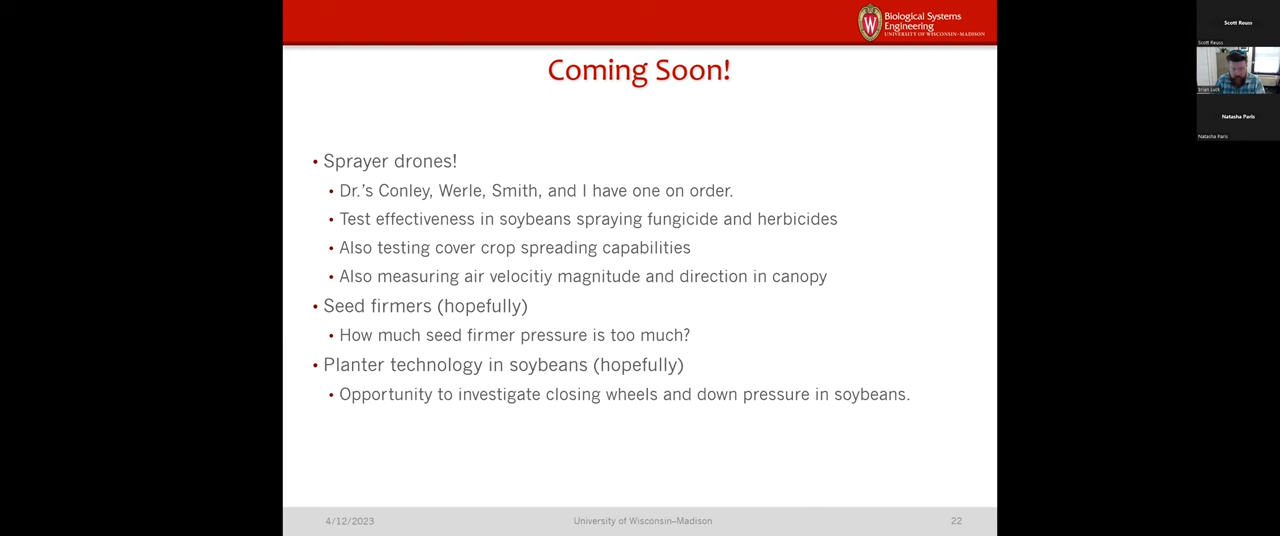 Biological Systems
Engineering
UNIVERSITY OF WISCONSIN-MADISON
Coming Soon!
• Sprayer drones!
• Dr.'s Conley, Werle, Smith, and I have one on order.
• Test effectiveness in soybeans spraying fungicide and herbicides
• Also testing cover crop spreading capabilities
• Also measuring air velocitiy magnitude and direction in canopy
• Seed firmers (hopefully)
• How much seed firmer pressure is too much?
• Planter technology in soybeans (hopefully)
• Opportunity to investigate closing wheels and down pressure in soybeans.
4/12/2023
University of Wisconsin–Madison
22
Scott Reuss
Scott Reuss
Brian Luck
Natasha Paris
Natasha Paris